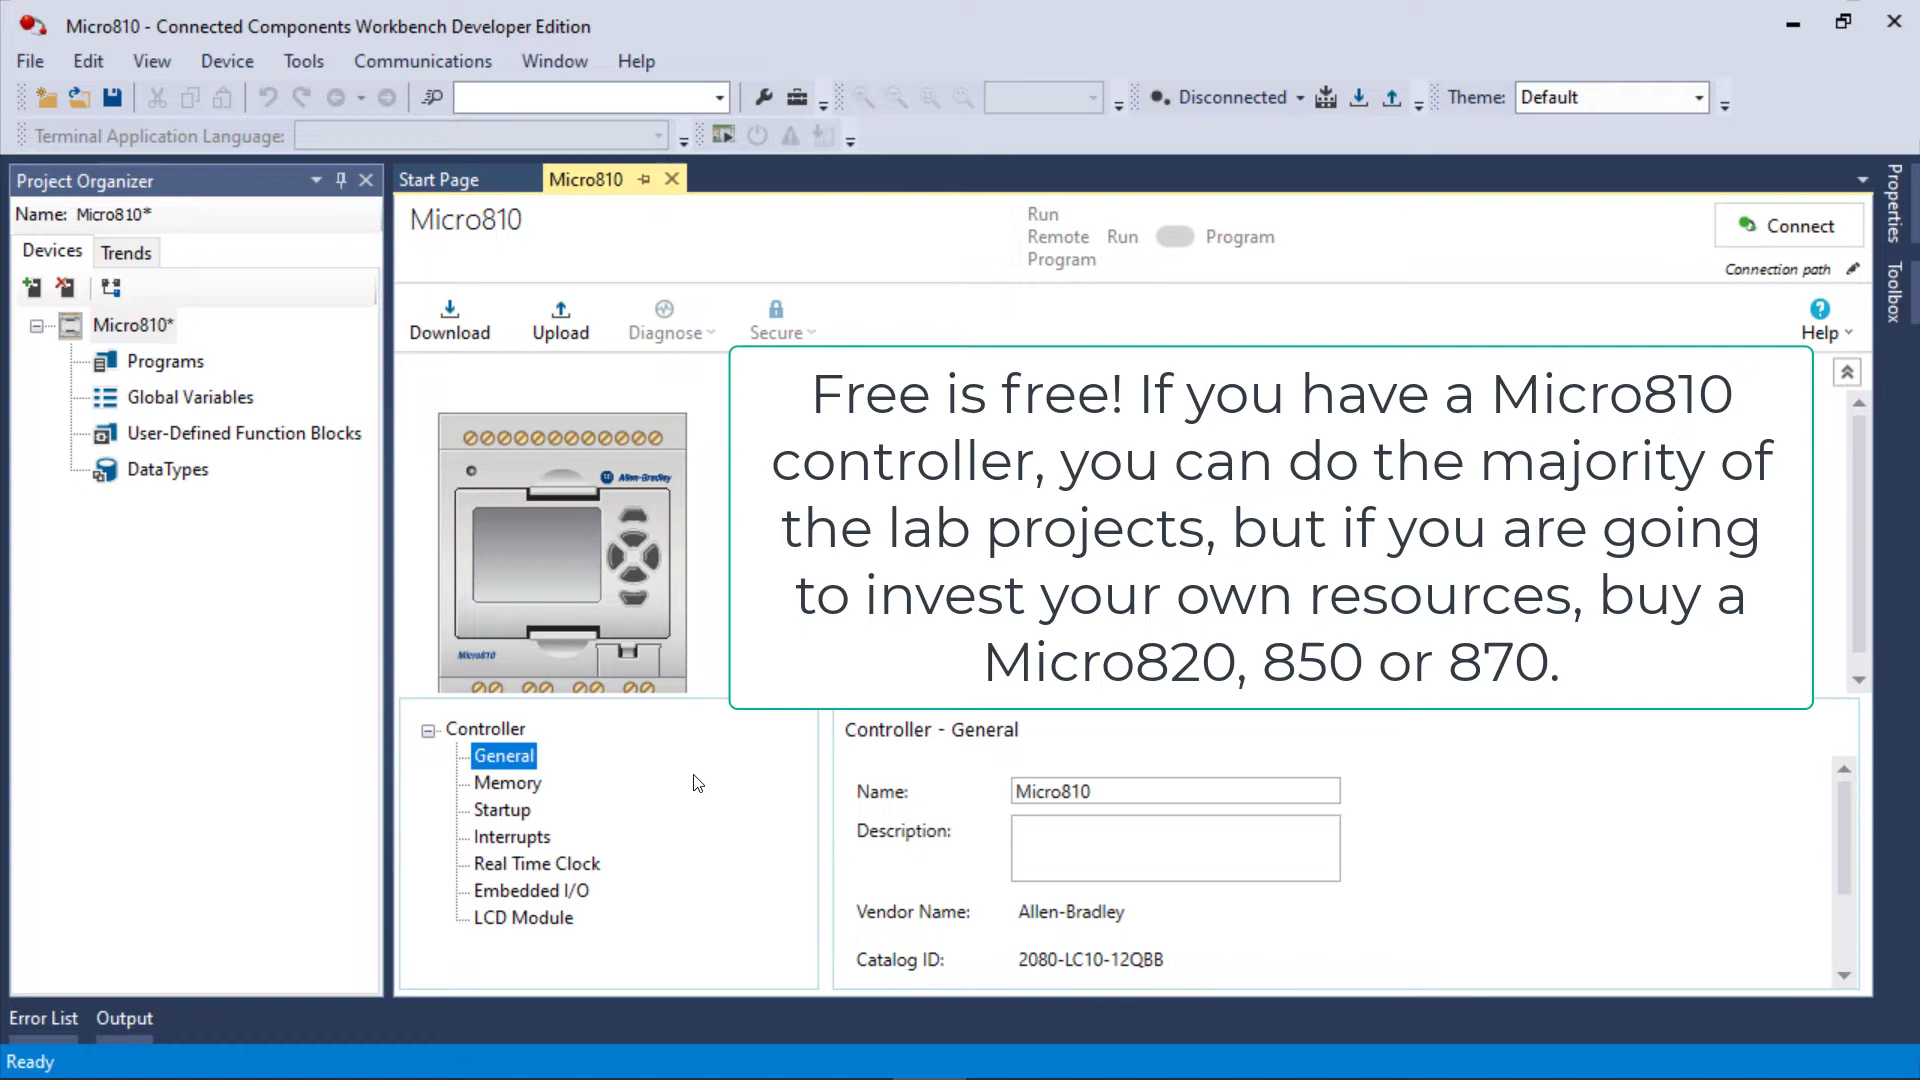 Micro810 - Connected Components Workbench Developer Edition
File Edit View Device Tools Communications Window Help
Disconnected Theme: Default
Terminal Application Language:
Project Organizer
Name: Micro810*
Devices Trends
Micro810*
Programs
Global Variables
User-Defined Function Blocks
DataTypes
Start Page Micro810
Micro810
Run
Remote Run Program
Program
Connect
Connection path
Download Upload Diagnose Secure Help
Properties
Toolbox
Allen-Bradley
Micro810
Free is free! If you have a Micro810
controller, you can do the majority of
the lab projects, but if you are going
to invest your own resources, buy a
Micro820, 850 or 870.
Controller
General
Memory
Startup
Interrupts
Real Time Clock
Embedded I/O
LCD Module
Controller - General
Name: Micro810
Description:
Vendor Name: Allen-Bradley
Catalog ID: 2080-LC10-12QBB
Error List Output
Ready